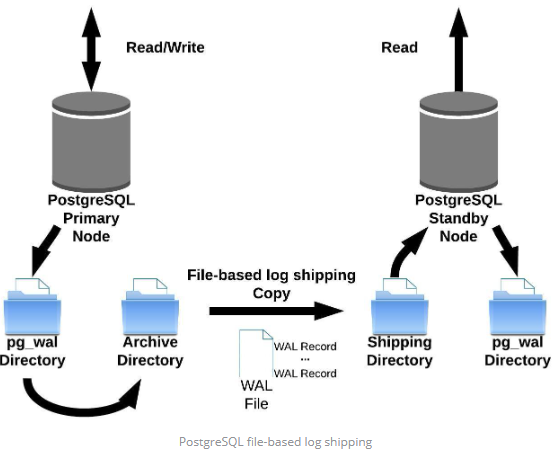 Read/Write
Read
PostgreSQL
Primary
Node
PostgreSQL
Standby
Node
File-based log shipping
Copy
pg_wal
Directory
Archive
Directory
WAL Record
...
WAL Record
WAL
File
Shipping
Directory
pg_wal
Directory
PostgreSQL file-based log shipping